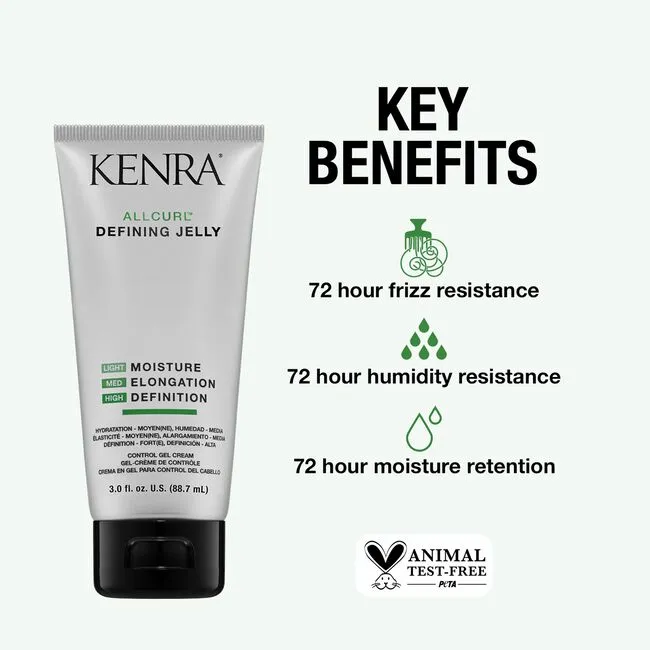 KENRA®
ALLCURL™
DEFINING JELLY
LIGHT MOISTURE
MED ELONGATION
HIGH DEFINITION
HYDRATATION - MOYEN(NE), HUMEDAD - MEDIA
ÉLASTICITÉ - MOYEN(NE), ALARGAMIENTO - MEDIA
DÉFINITION - FORT(E), DEFINICIÓN - ALTA
CONTROL GEL CREAM
GEL-CRÈME DE CONTRÔLE
CREMA EN GEL PARA CONTROL DEL CABELLO
3.0 fl. oz. U.S. (88.7 mL)
KEY
BENEFITS
72 hour frizz resistance
72 hour humidity resistance
72 hour moisture retention
ANIMAL
TEST-FREE
PETA